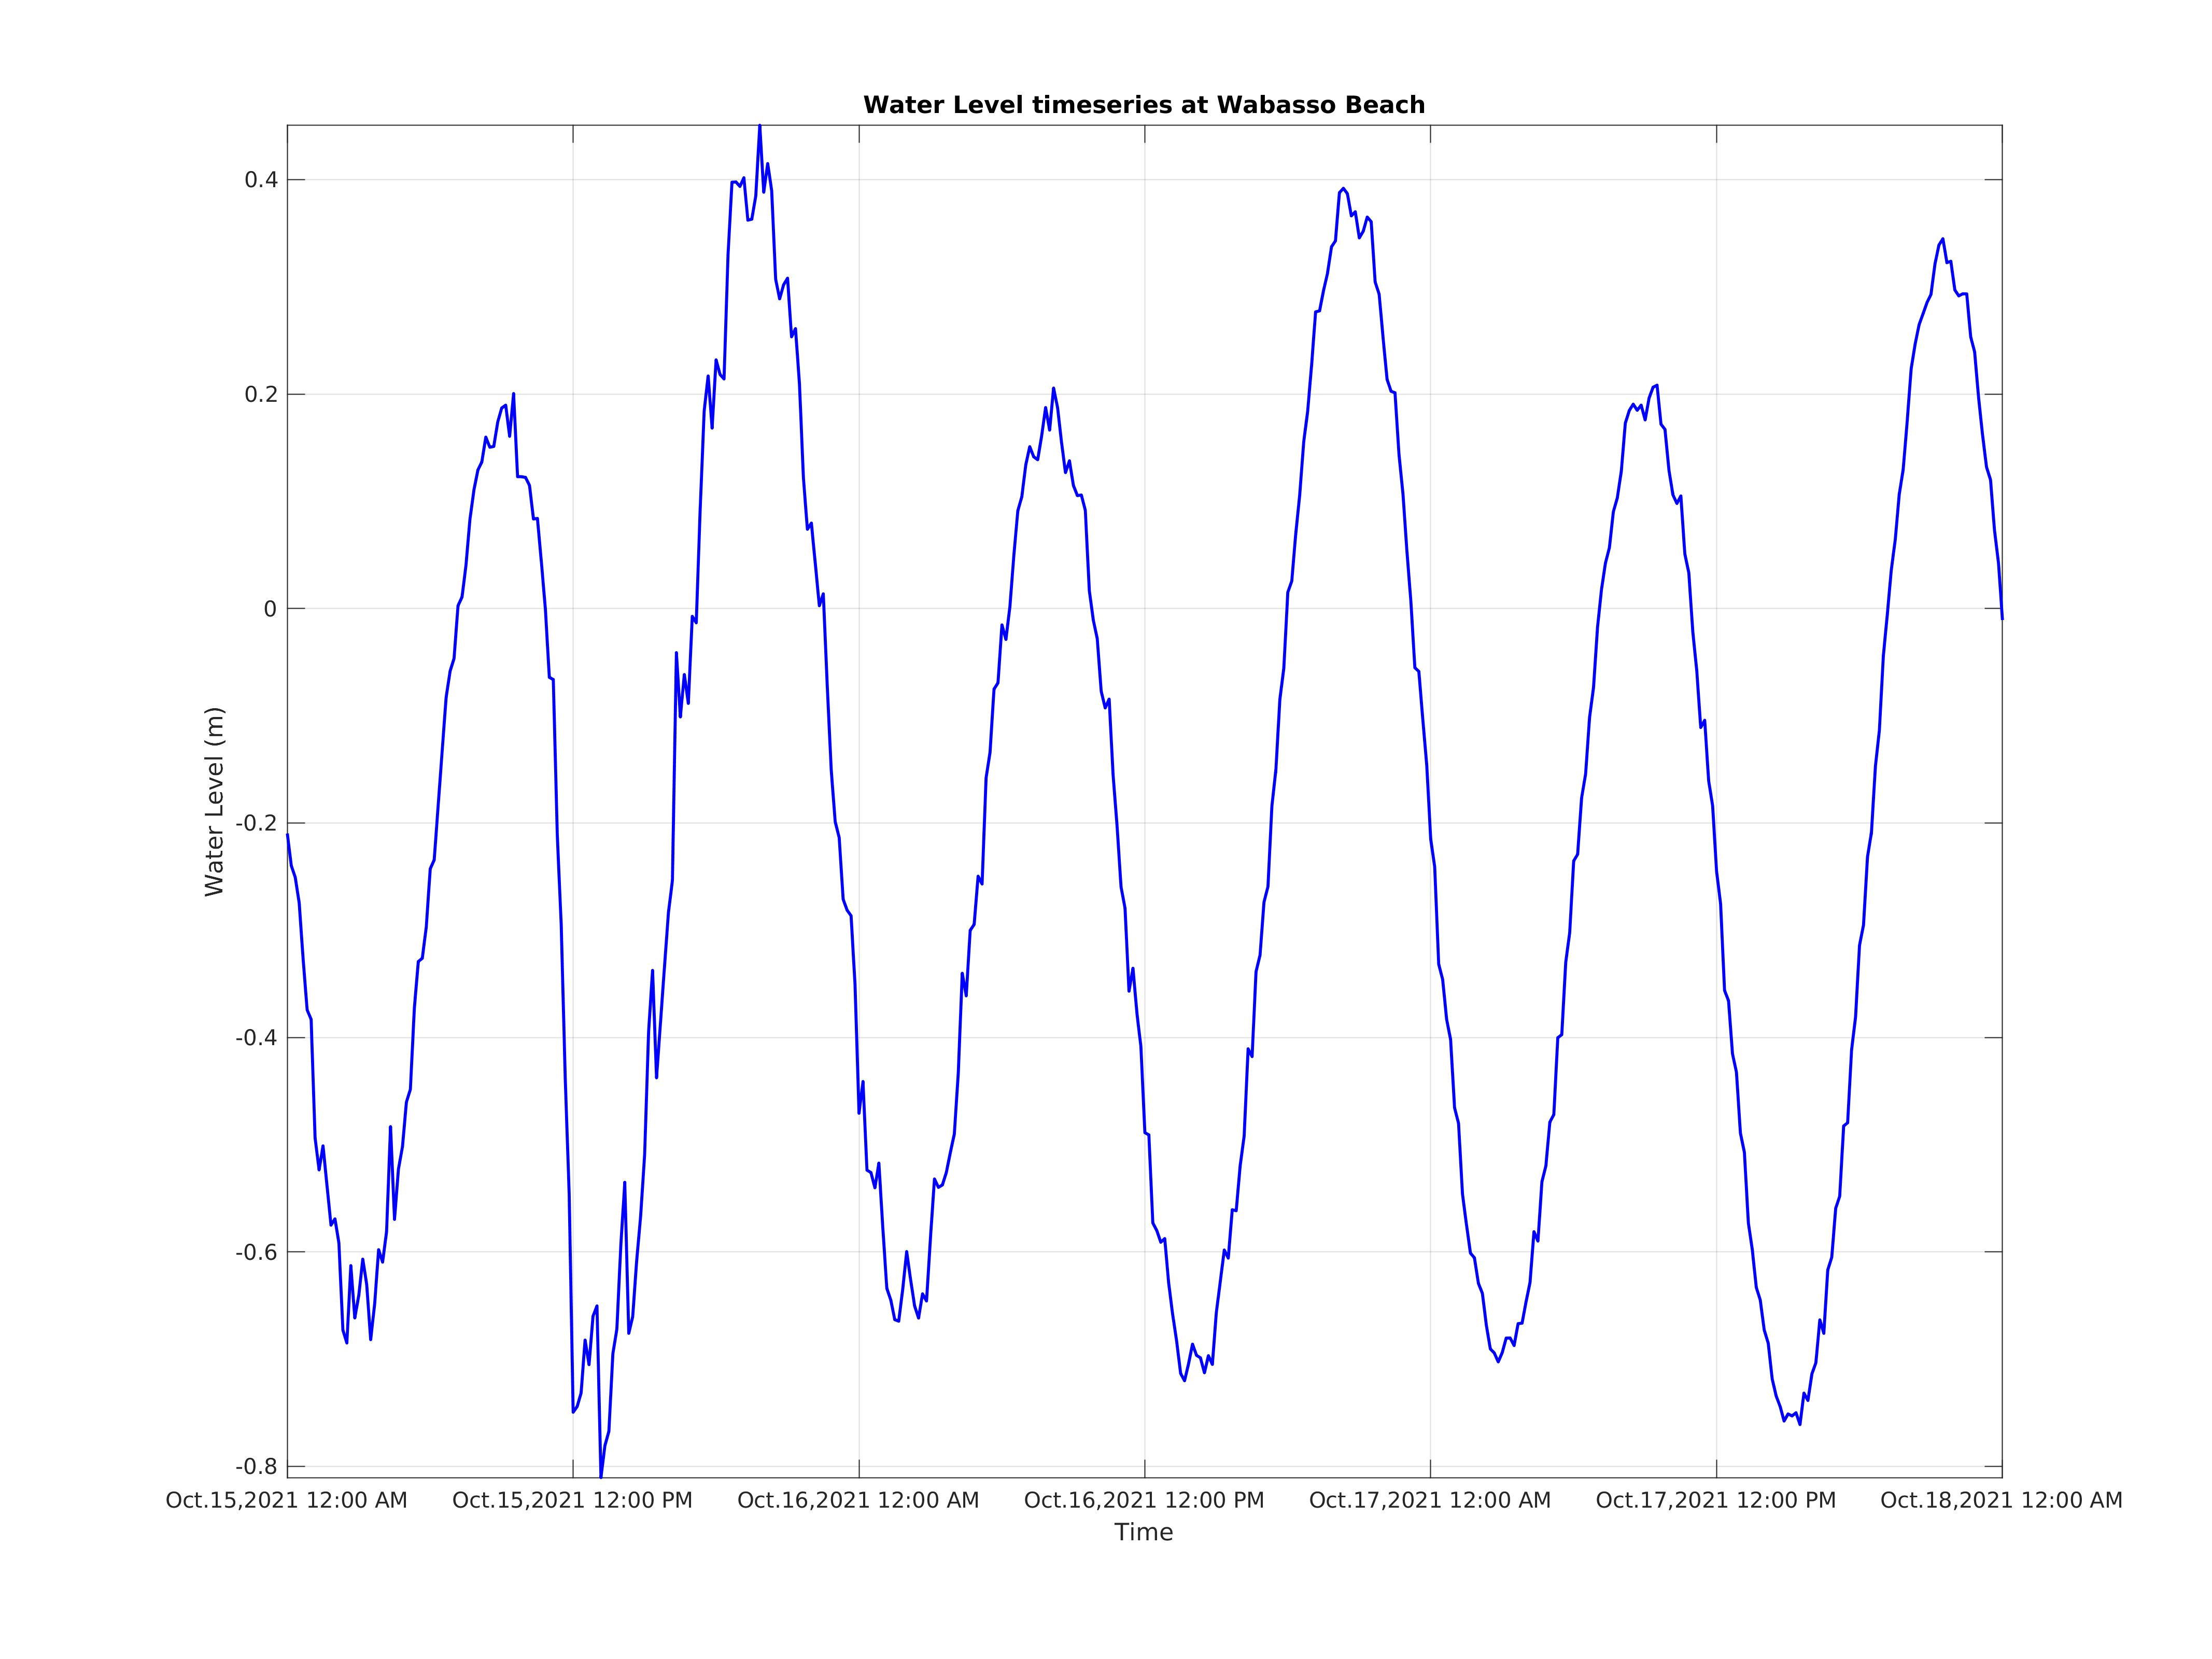 Water Level timeseries at Wabasso Beach
0.4
0.2
0
-0.2
-0.4
-0.6
-0.8
Water Level (m)
Oct.15,2021 12:00 AM Oct.15,2021 12:00 PM Oct.16,2021 12:00 AM Oct.16,2021 12:00 PM Oct.17,2021 12:00 AM Oct.17,2021 12:00 PM Oct.18,2021 12:00 AM
Time